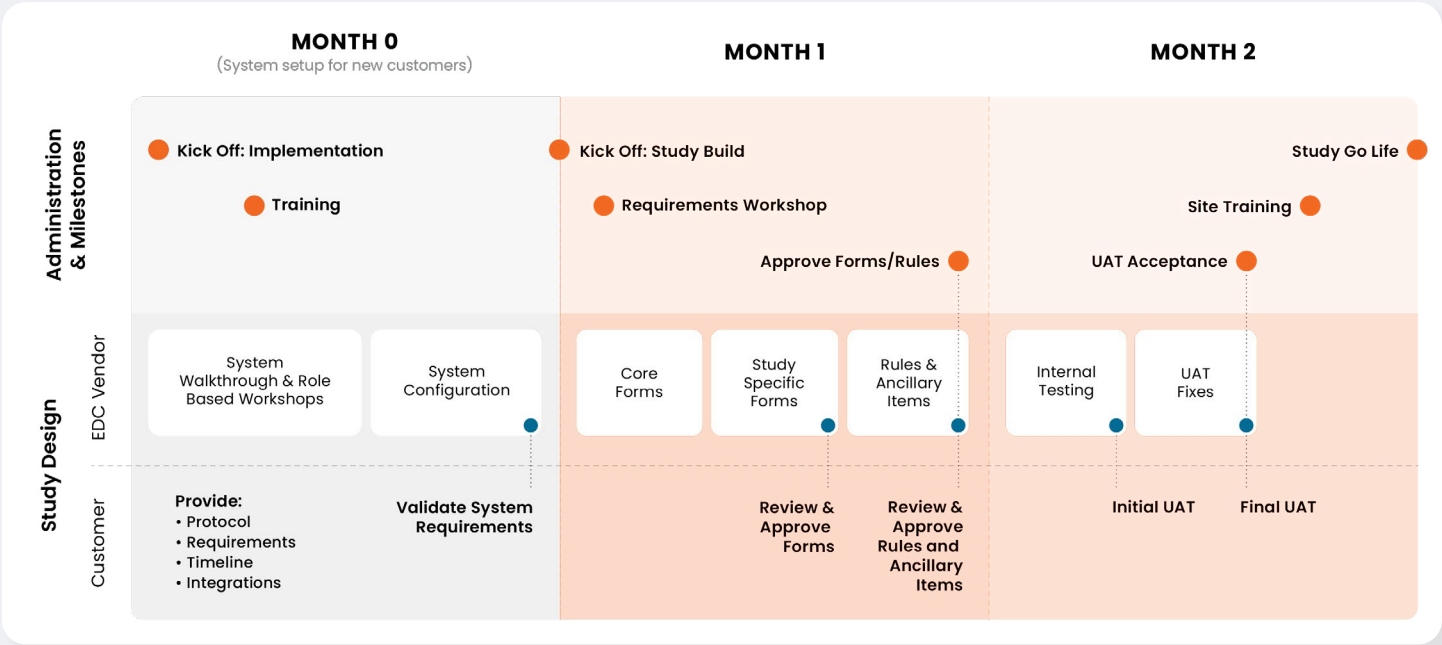 MONTH 0
(System setup for new customers)
MONTH 1
MONTH 2
Administration
& Milestones
Kick Off: Implementation
Training
Kick Off: Study Build
Requirements Workshop
Approve Forms/Rules
Study Go Life
Site Training
UAT Acceptance
Study Design
EDC Vendor
System
Walkthrough & Role
Based Workshops
System
Configuration
Core
Forms
Study
Specific
Forms
Rules &
Ancillary
Items
Internal
Testing
UAT
Fixes
Customer
Provide:
• Protocol
• Requirements
• Timeline
• Integrations
Validate System
Requirements
Review &
Approve
Forms
Review &
Approve
Rules and
Ancillary
Items
Initial UAT
Final UAT